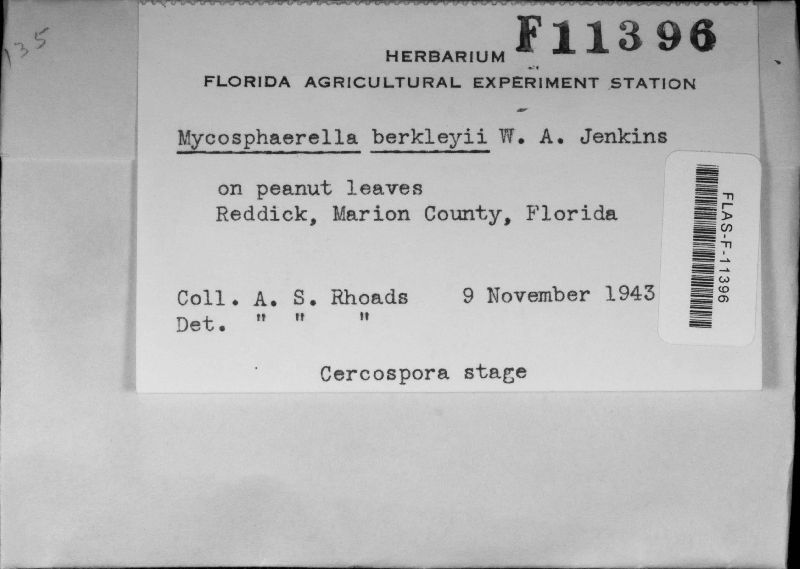 135
F11396
HERBARIUM
FLORIDA AGRICULTURAL EXPERIMENT STATION
Mycosphaerella berkleyii W. A. Jenkins
on peanut leaves
Reddick, Marion County, Florida
Coll. A. S. Rhoads 9 November 1943
Det. " " "
Cercospora stage
FLAS-F-11396